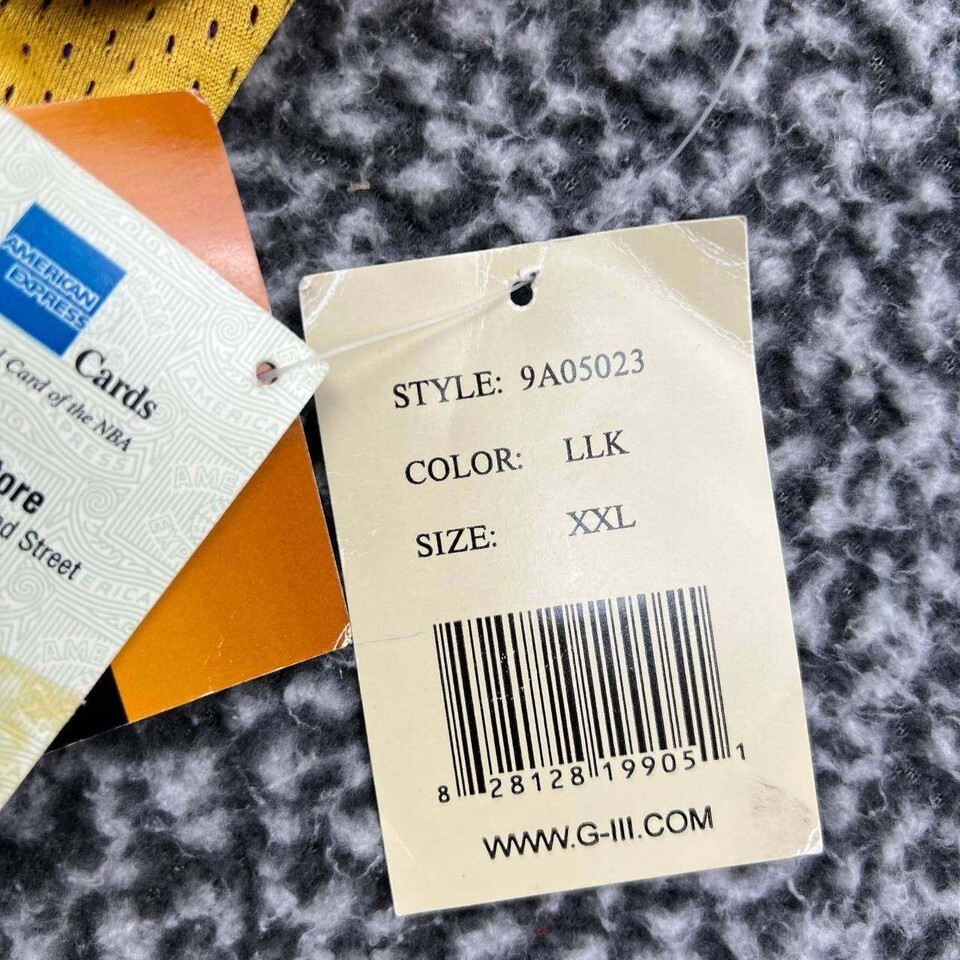 AMERICAN
EXPRESS
Cards
Card of the NBA
Street
STYLE: 9A05023
COLOR: LLK
SIZE: XXL
8 28128 19905 1
WWW.G-III.COM